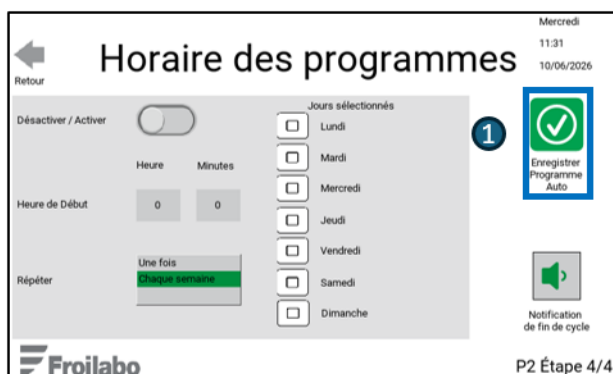 Mercredi
11:31
10/06/2026
Retour
Horaire des programmes
Désactiver / Activer
Jours sélectionnés
Lundi
Mardi
Mercredi
Jeudi
Vendredi
Samedi
Dimanche
Heure Minutes
Heure de Début
0 0
Répéter
Une fois
Chaque semaine
1
Enregistrer
Programme
Auto
Notification
de fin de cycle
Froilabo
P2 Étape 4/4